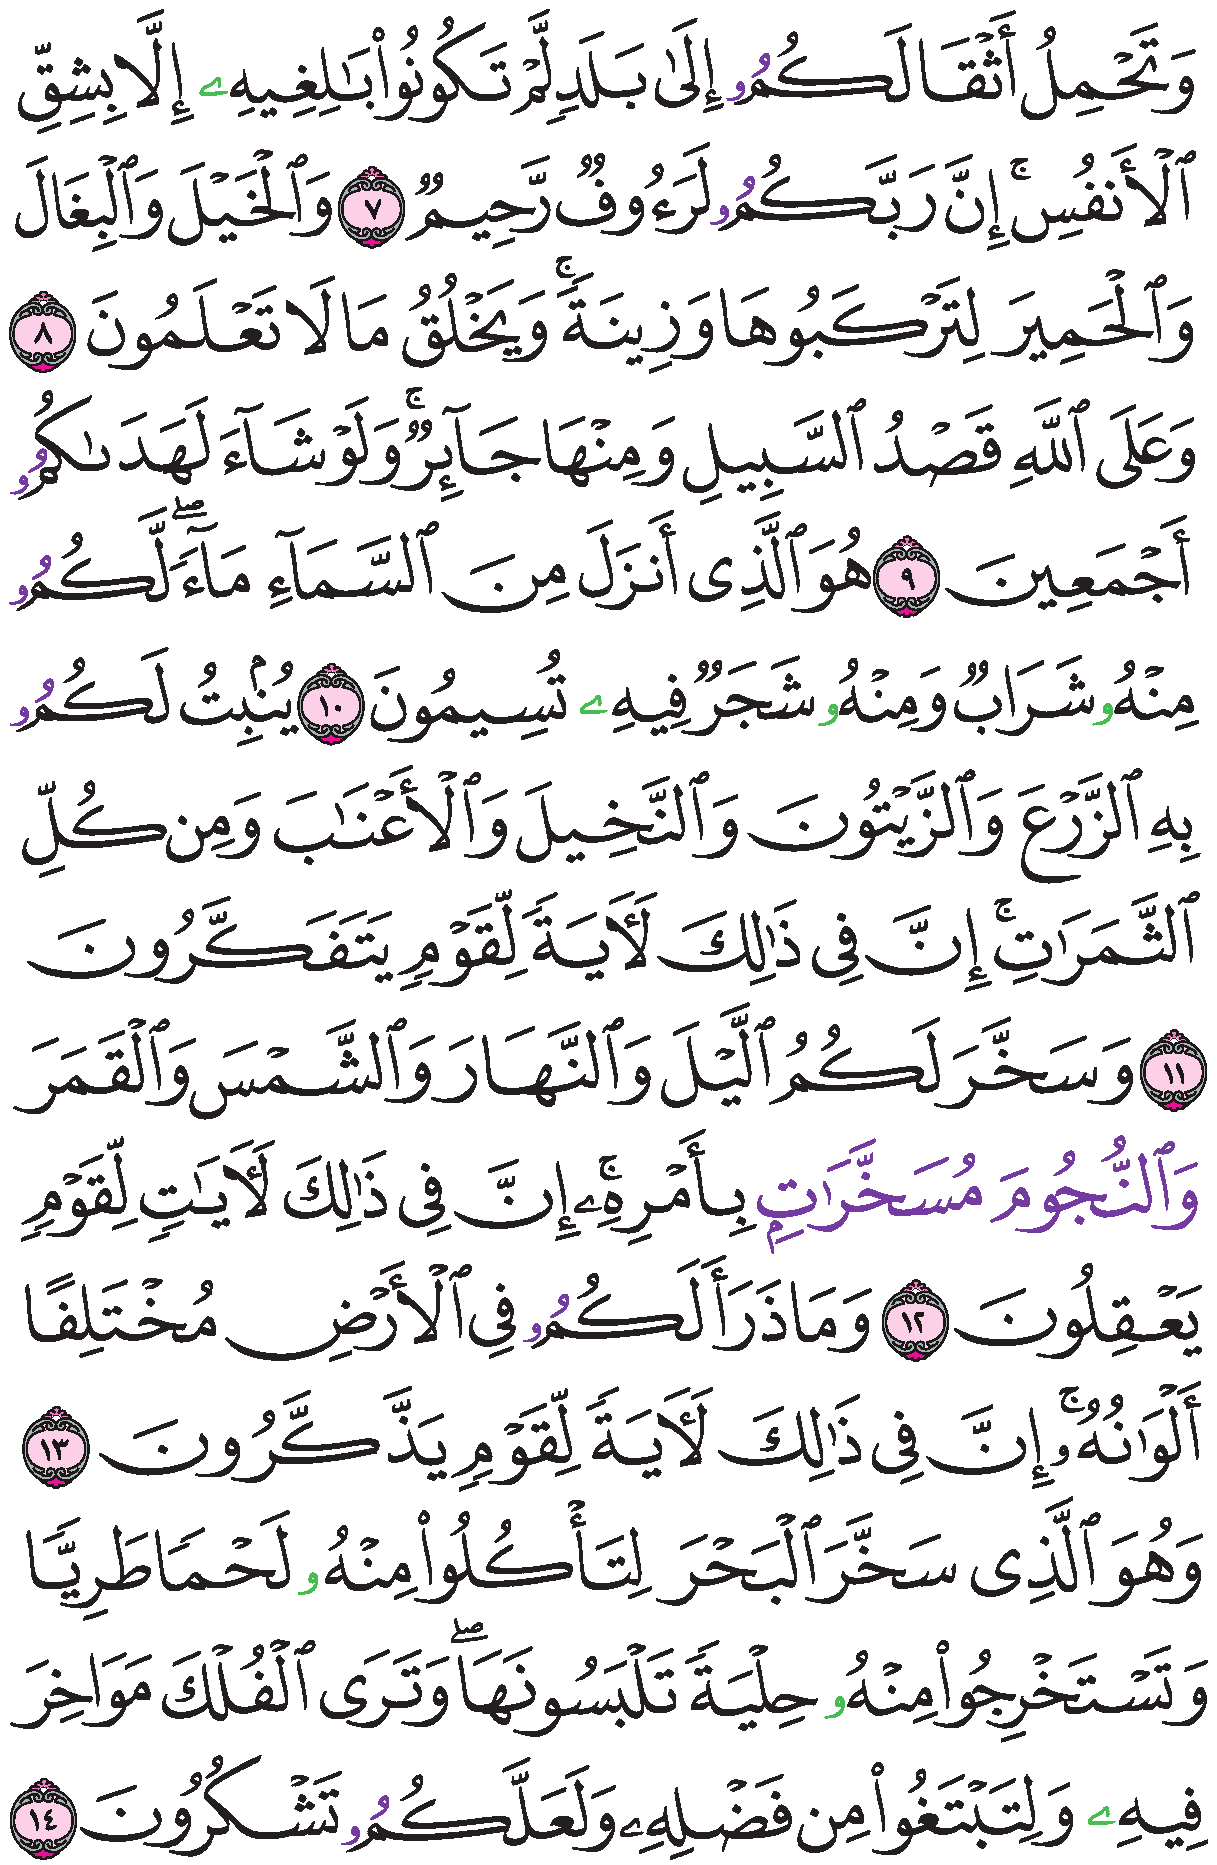 وَتَحْمِلُ أَثْقَالَكُمُۥ إِلَىٰ بَلَدٍ لَّمْ تَكُونُوا۟ بَٰلِغِيهِۦ إِلَّا بِشِقِّ
ٱلْأَنفُسِ ۚ إِنَّ رَبَّكُمُۥ لَرَءُوفٌ رَّحِيمٌ ٧ وَٱلْخَيْلَ وَٱلْبِغَالَ
وَٱلْحَمِيرَ لِتَرْكَبُوهَا وَزِينَةً ۚ وَيَخْلُقُ مَا لَا تَعْلَمُونَ ٨
وَعَلَى ٱللَّهِ قَصْدُ ٱلسَّبِيلِ وَمِنْهَا جَآئِرٌ ۚ وَلَوْ شَآءَ لَهَدَىٰكُمُۥ
أَجْمَعِينَ ٩ هُوَ ٱلَّذِى أَنزَلَ مِنَ ٱلسَّمَآءِ مَآءً ۖ لَّكُمُۥ
مِنْهُۥ شَرَابٌ وَمِنْهُۥ شَجَرٌ فِيهِۦ تُسِيمُونَ ١٠ يُنۢبِتُ لَكُمُۥ
بِهِ ٱلزَّرْعَ وَٱلزَّيْتُونَ وَٱلنَّخِيلَ وَٱلْأَعْنَٰبَ وَمِن كُلِّ
ٱلثَّمَرَٰتِ ۚ إِنَّ فِى ذَٰلِكَ لَأٓيَةً لِّقَوْمٍ يَتَفَكَّرُونَ
١١ وَسَخَّرَ لَكُمُ ٱلَّيْلَ وَٱلنَّهَارَ وَٱلشَّمْسَ وَٱلْقَمَرَ
وَٱلنُّجُومَ مُسَخَّرَٰتٍۭ بِأَمْرِهِۦٓ ۚ إِنَّ فِى ذَٰلِكَ لَأٓيَٰتٍ لِّقَوْمٍ
يَعْقِلُونَ ١٢ وَمَا ذَرَأَ لَكُمُۥ فِى ٱلْأَرْضِ مُخْتَلِفًا
أَلْوَٰنُهُۥٓ ۚ إِنَّ فِى ذَٰلِكَ لَأٓيَةً لِّقَوْمٍ يَذَّكَّرُونَ ١٣
وَهُوَ ٱلَّذِى سَخَّرَ ٱلْبَحْرَ لِتَأْكُلُوا۟ مِنْهُۥ لَحْمًا طَرِيًّا
وَتَسْتَخْرِجُوا۟ مِنْهُۥ حِلْيَةً تَلْبَسُونَهَا ۖ وَتَرَى ٱلْفُلْكَ مَوَاخِرَ
فِيهِۦ وَلِتَبْتَغُوا۟ مِن فَضْلِهِۦ وَلَعَلَّكُمُۥ تَشْكُرُونَ ١٤